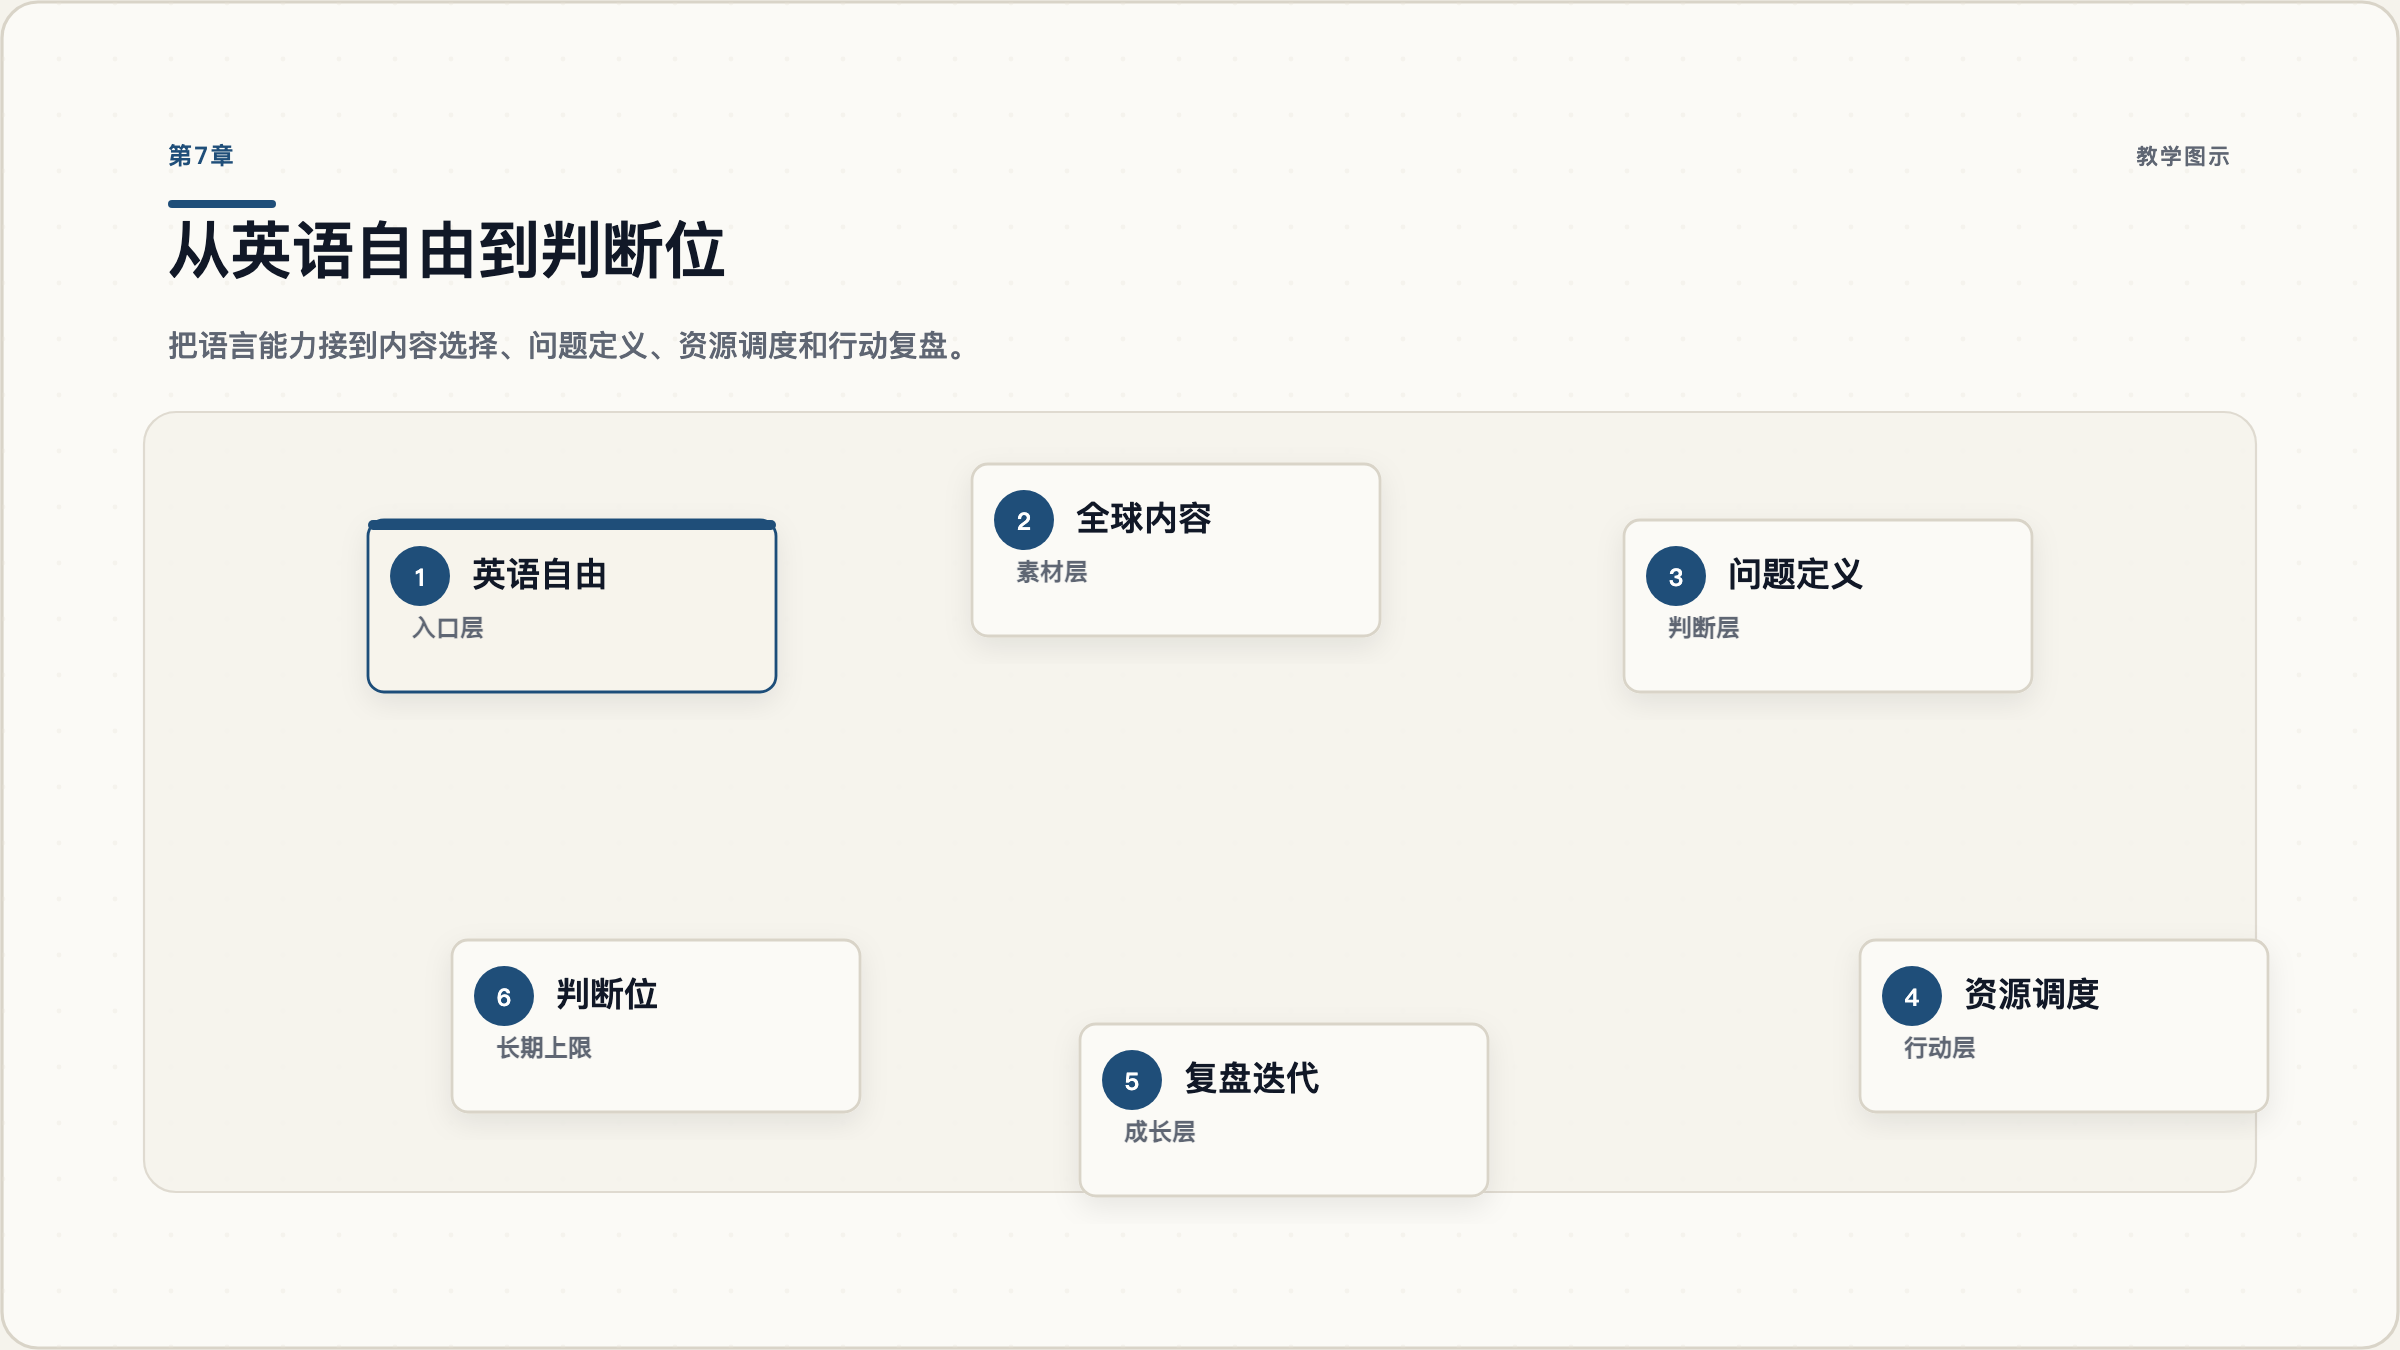 第7章
教学图示
从英语自由到判断位
把语言能力接到内容选择、问题定义、资源调度和行动复盘。
1 英语自由
入口层
2 全球内容
素材层
3 问题定义
判断层
4 资源调度
行动层
5 复盘迭代
成长层
6 判断位
长期上限